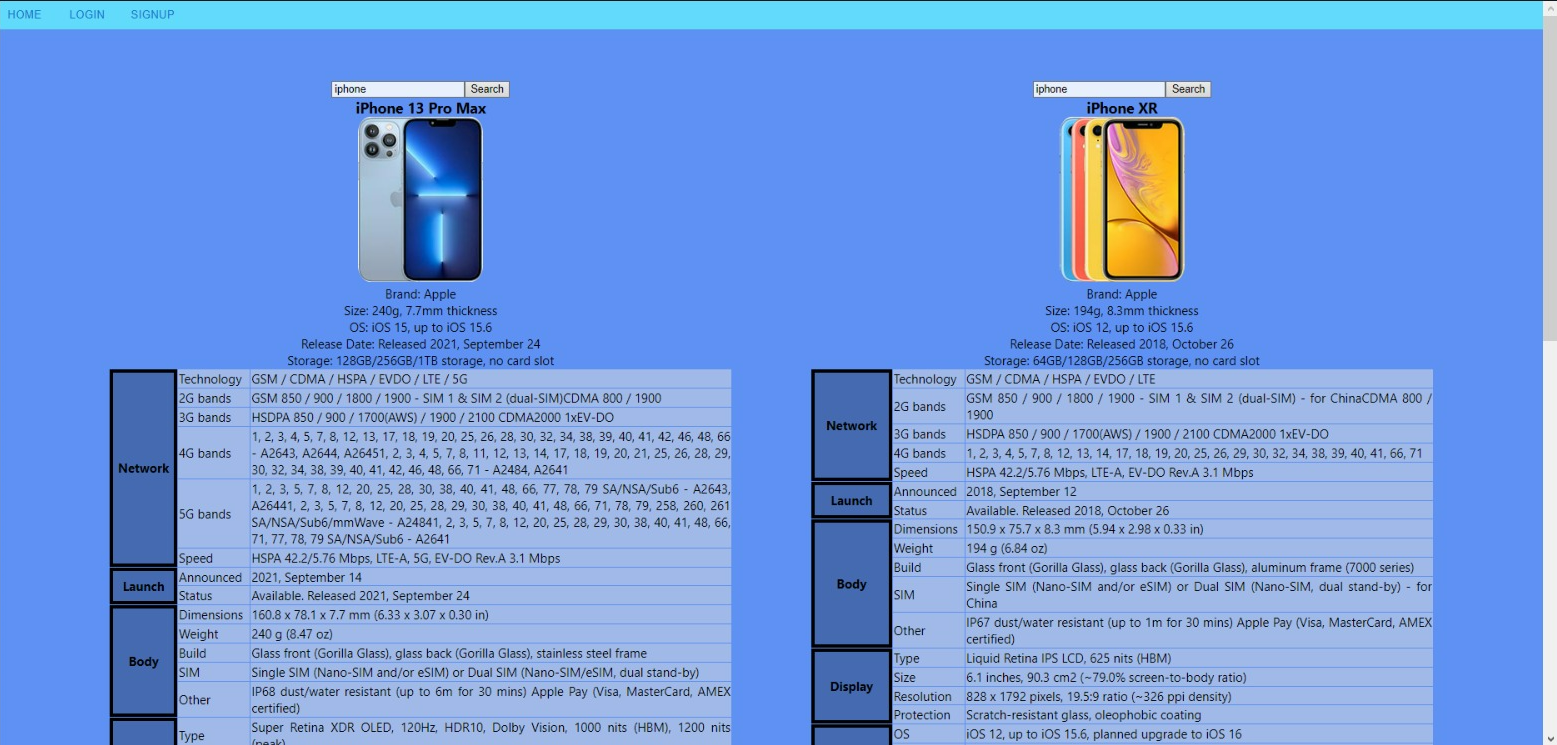 HOME LOGIN SIGNUP
iphone Search
iPhone 13 Pro Max
Brand: Apple
Size: 240g, 7.7mm thickness
OS: iOS 15, up to iOS 15.6
Release Date: Released 2021, September 24
Storage: 128GB/256GB/1TB storage, no card slot
Network
Technology GSM / CDMA / HSPA / EVDO / LTE / 5G
2G bands GSM 850 / 900 / 1800 / 1900 - SIM 1 & SIM 2 (dual-SIM)CDMA 800 / 1900
3G bands HSDPA 850 / 900 / 1700(AWS) / 1900 / 2100 CDMA2000 1xEV-DO
4G bands
1, 2, 3, 4, 5, 7, 8, 12, 13, 17, 18, 19, 20, 25, 26, 28, 30, 32, 34, 38, 39, 40, 41, 42, 46, 48, 66
- A2643, A2644, A26451, 2, 3, 4, 5, 7, 8, 11, 12, 13, 14, 17, 18, 19, 20, 21, 25, 26, 28, 29,
30, 32, 34, 38, 39, 40, 41, 42, 46, 48, 66, 71 - A2484, A2641
5G bands
1, 2, 3, 5, 7, 8, 12, 20, 25, 28, 30, 38, 40, 41, 48, 66, 77, 78, 79 SA/NSA/Sub6 - A2643,
A26441, 2, 3, 5, 7, 8, 12, 20, 25, 28, 29, 30, 38, 40, 41, 48, 66, 71, 78, 79, 258, 260, 261
SA/NSA/Sub6/mmWave - A24841, 2, 3, 5, 7, 8, 12, 20, 25, 28, 29, 30, 38, 40, 41, 48, 66,
71, 77, 78, 79 SA/NSA/Sub6 - A2641
Speed HSPA 42.2/5.76 Mbps, LTE-A, 5G, EV-DO Rev.A 3.1 Mbps
Launch
Announced 2021, September 14
Status Available. Released 2021, September 24
Body
Dimensions 160.8 x 78.1 x 7.7 mm (6.33 x 3.07 x 0.30 in)
Weight 240 g (8.47 oz)
Build Glass front (Gorilla Glass), glass back (Gorilla Glass), stainless steel frame
SIM Single SIM (Nano-SIM and/or eSIM) or Dual SIM (Nano-SIM/eSIM, dual stand-by)
Other
IP68 dust/water resistant (up to 6m for 30 mins) Apple Pay (Visa, MasterCard, AMEX
certified)
Type
Super Retina XDR OLED, 120Hz, HDR10, Dolby Vision, 1000 nits (HBM), 1200 nits
(peak)
iphone Search
iPhone XR
Brand: Apple
Size: 194g, 8.3mm thickness
OS: iOS 12, up to iOS 15.6
Release Date: Released 2018, October 26
Storage: 64GB/128GB/256GB storage, no card slot
Network
Technology GSM / CDMA / HSPA / EVDO / LTE
2G bands
GSM 850 / 900 / 1800 / 1900 - SIM 1 & SIM 2 (dual-SIM) - for ChinaCDMA 800 /
1900
3G bands HSDPA 850 / 900 / 1700(AWS) / 1900 / 2100 CDMA2000 1xEV-DO
4G bands 1, 2, 3, 4, 5, 7, 8, 12, 13, 14, 17, 18, 19, 20, 25, 26, 29, 30, 32, 34, 38, 39, 40, 41, 66, 71
Speed HSPA 42.2/5.76 Mbps, LTE-A, EV-DO Rev.A 3.1 Mbps
Launch
Announced 2018, September 12
Status Available. Released 2018, October 26
Body
Dimensions 150.9 x 75.7 x 8.3 mm (5.94 x 2.98 x 0.33 in)
Weight 194 g (6.84 oz)
Build Glass front (Gorilla Glass), glass back (Gorilla Glass), aluminum frame (7000 series)
SIM
Single SIM (Nano-SIM and/or eSIM) or Dual SIM (Nano-SIM, dual stand-by) - for
China
Other
IP67 dust/water resistant (up to 1m for 30 mins) Apple Pay (Visa, MasterCard, AMEX
certified)
Display
Type Liquid Retina IPS LCD, 625 nits (HBM)
Size 6.1 inches, 90.3 cm2 (~79.0% screen-to-body ratio)
Resolution 828 x 1792 pixels, 19.5:9 ratio (~326 ppi density)
Protection Scratch-resistant glass, oleophobic coating
OS iOS 12, up to iOS 15.6, planned upgrade to iOS 16